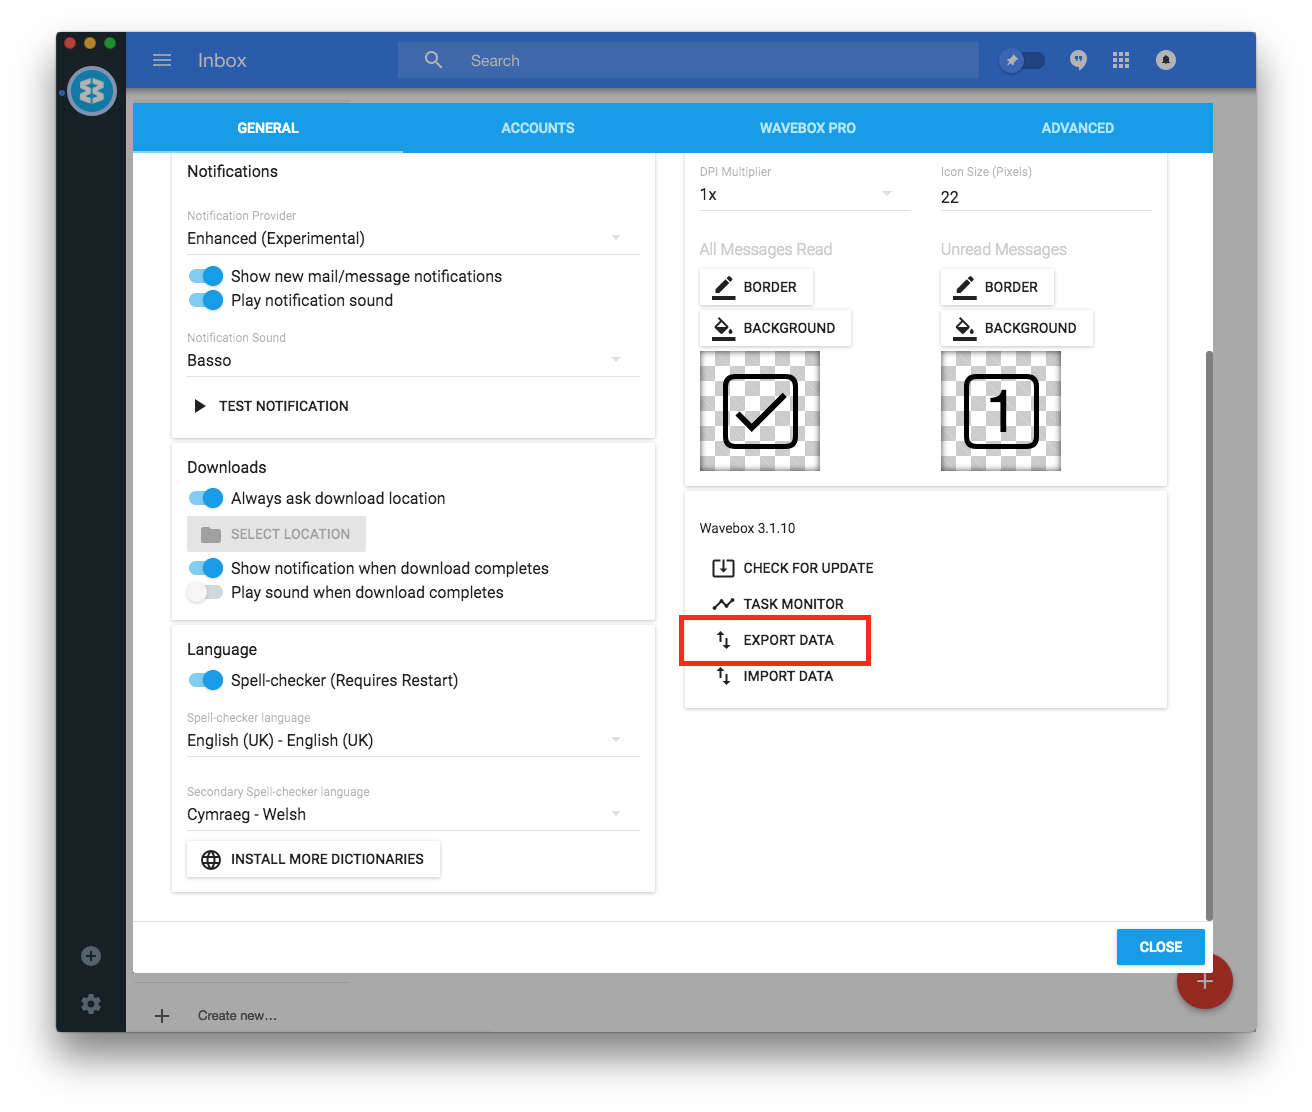 Inbox
Search
GENERAL
ACCOUNTS
WAVEBOX PRO
ADVANCED
Notifications
Notification Provider
Enhanced (Experimental)
Show new mail/message notifications
Play notification sound
Notification Sound
Basso
TEST NOTIFICATION
Downloads
Always ask download location
SELECT LOCATION
Show notification when download completes
Play sound when download completes
Language
Spell-checker (Requires Restart)
Spell-checker language
English (UK) - English (UK)
Secondary Spell-checker language
Cymraeg - Welsh
INSTALL MORE DICTIONARIES
DPI Multiplier
1x
Icon Size (Pixels)
22
All Messages Read
BORDER
BACKGROUND
Unread Messages
BORDER
BACKGROUND
1
Wavebox 3.1.10
CHECK FOR UPDATE
TASK MONITOR
EXPORT DATA
IMPORT DATA
CLOSE
Create new...